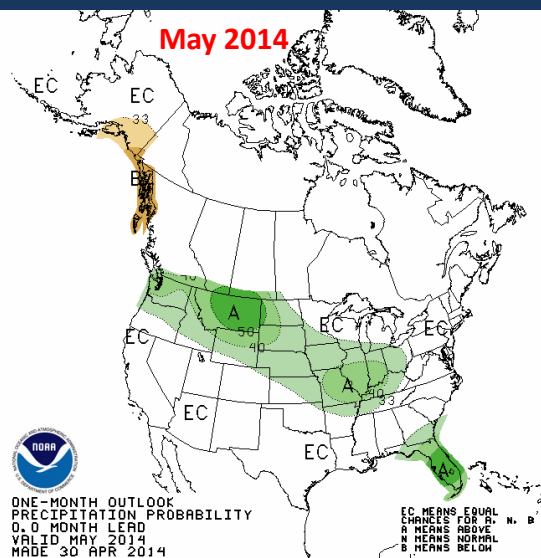 May 2014
EC
EC
33
B
40
A
50
40
EC
EC
EC
A
40
33
EC
EC
A
NOAA
ONE-MONTH OUTLOOK
PRECIPITATION PROBABILITY
0.0 MONTH LEAD
VALID MAY 2014
MADE 30 APR 2014
EC MEANS EQUAL
CHANCES FOR A, N, B
A MEANS ABOVE
N MEANS NORMAL
B MEANS BELOW